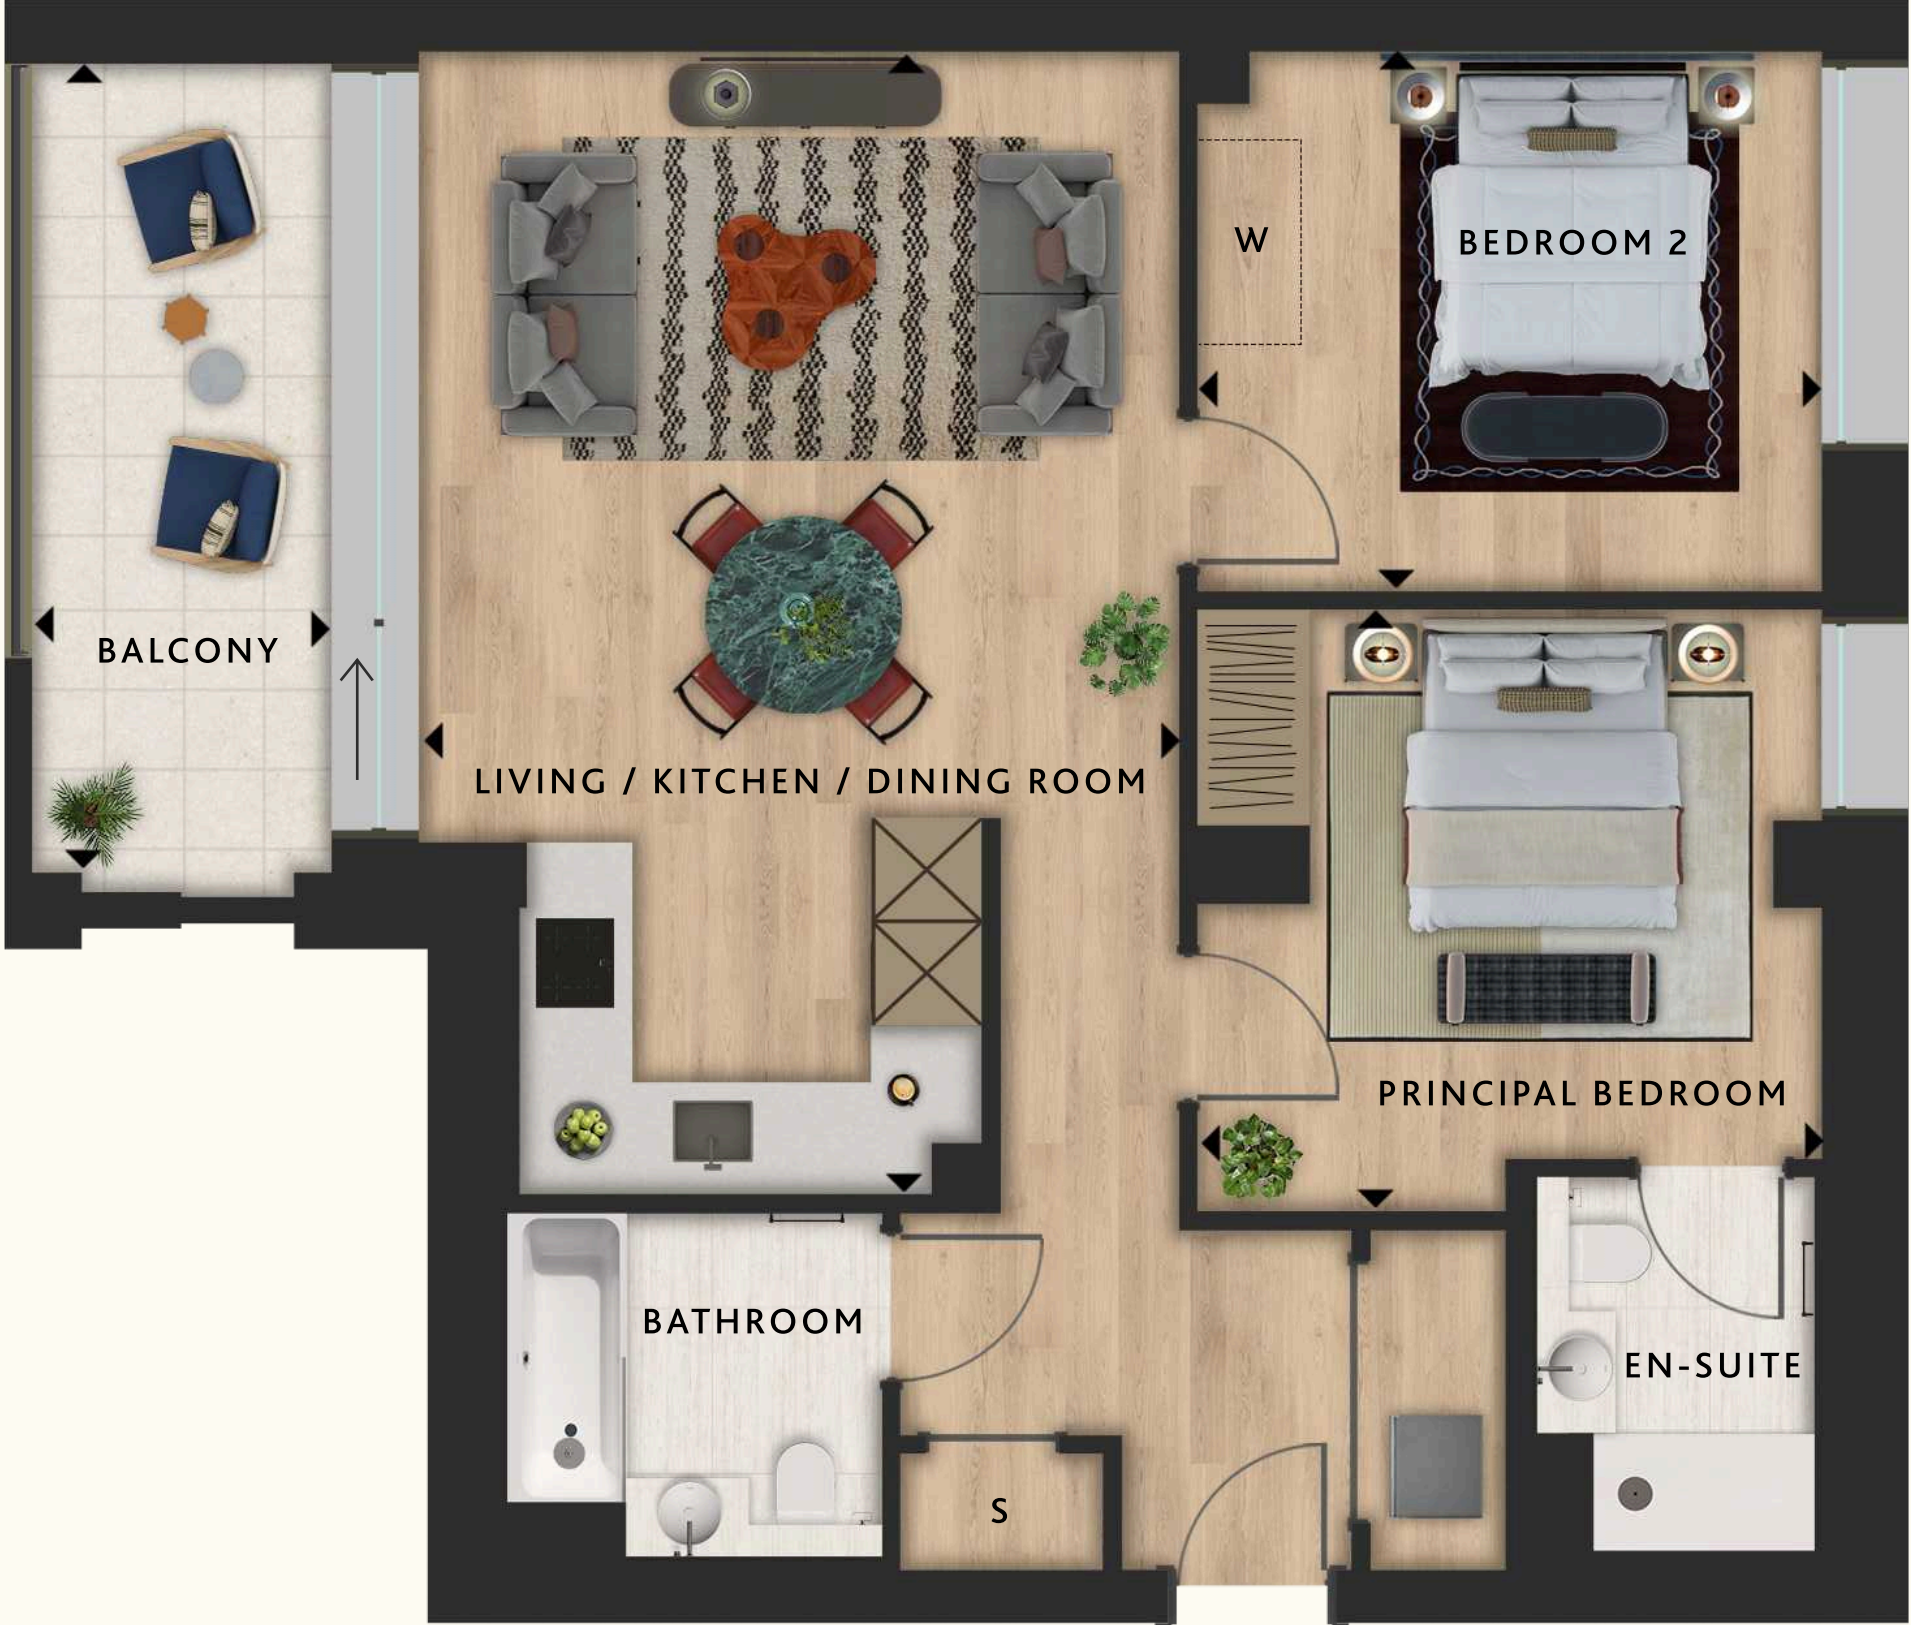 W
BEDROOM 2
BALCONY
LIVING / KITCHEN / DINING ROOM
PRINCIPAL BEDROOM
BATHROOM
EN-SUITE
S